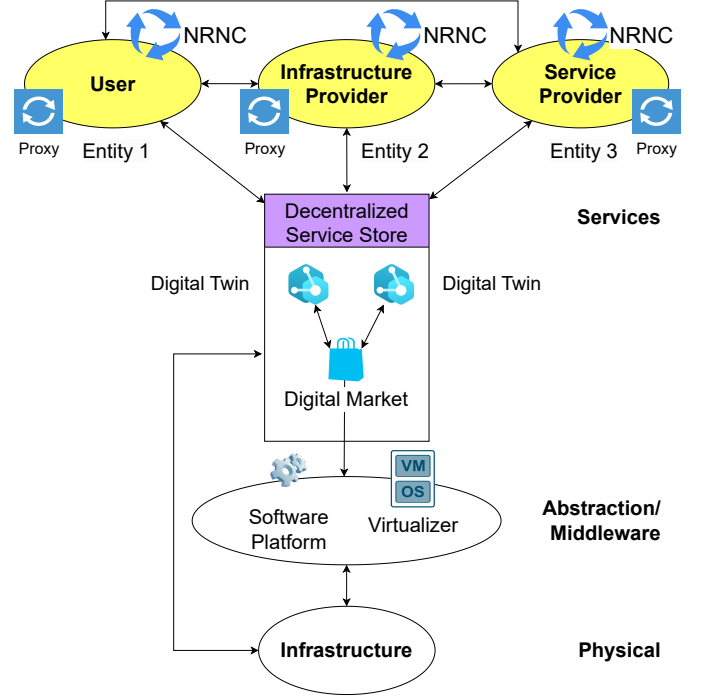 NRNC
NRNC
NRNC
User
Infrastructure
Provider
Service
Provider
Proxy
Entity 1
Proxy
Entity 2
Entity 3
Proxy
Decentralized
Service Store
Services
Digital Twin
Digital Twin
Digital Market
VM
OS
Software
Platform
Virtualizer
Abstraction/
Middleware
Infrastructure
Physical